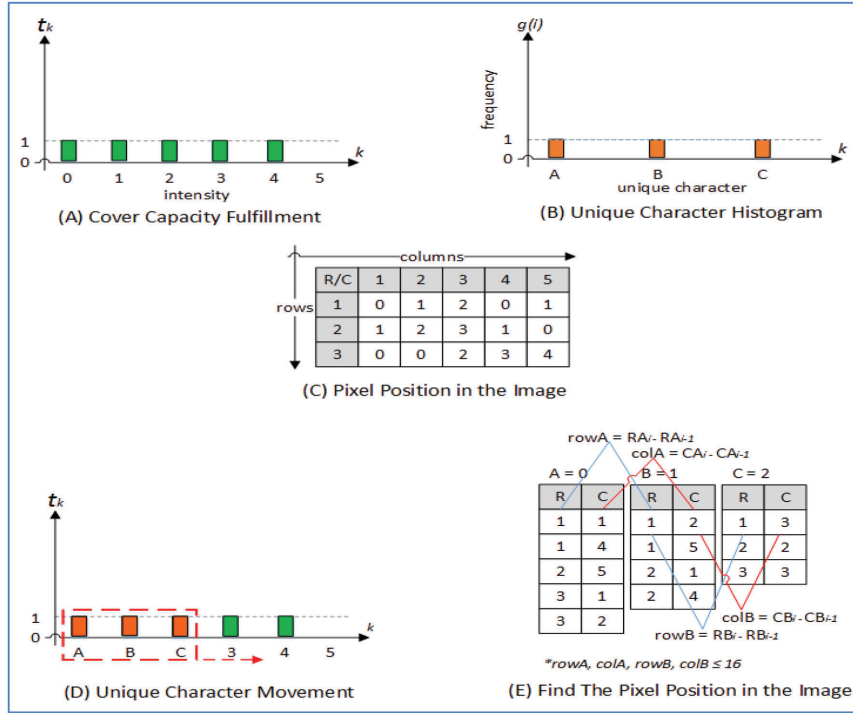 tk
1
0
k
0 1 2 3 4 5
intensity
(A) Cover Capacity Fulfillment
g(i)
frequency
1
0
k
A B C
unique character
(B) Unique Character Histogram
columns
rows
R/C 1 2 3 4 5
1 0 1 2 0 1
2 1 2 3 1 0
3 0 0 2 3 4
(C) Pixel Position in the Image
tk
1
0
k
A B C 3 4 5
(D) Unique Character Movement
rowA = RAi - RAi-1
colA = CAi - CAi-1
A = 0
R C
1 1
1 4
2 5
3 1
3 2
B = 1
R C
1 2
1 5
2 1
2 4
C = 2
R C
1 3
2 2
3 3
colB = CBi - CBi-1
rowB = RBi - RBi-1
*rowA, colA, rowB, colB ≤ 16
(E) Find The Pixel Position in the Image